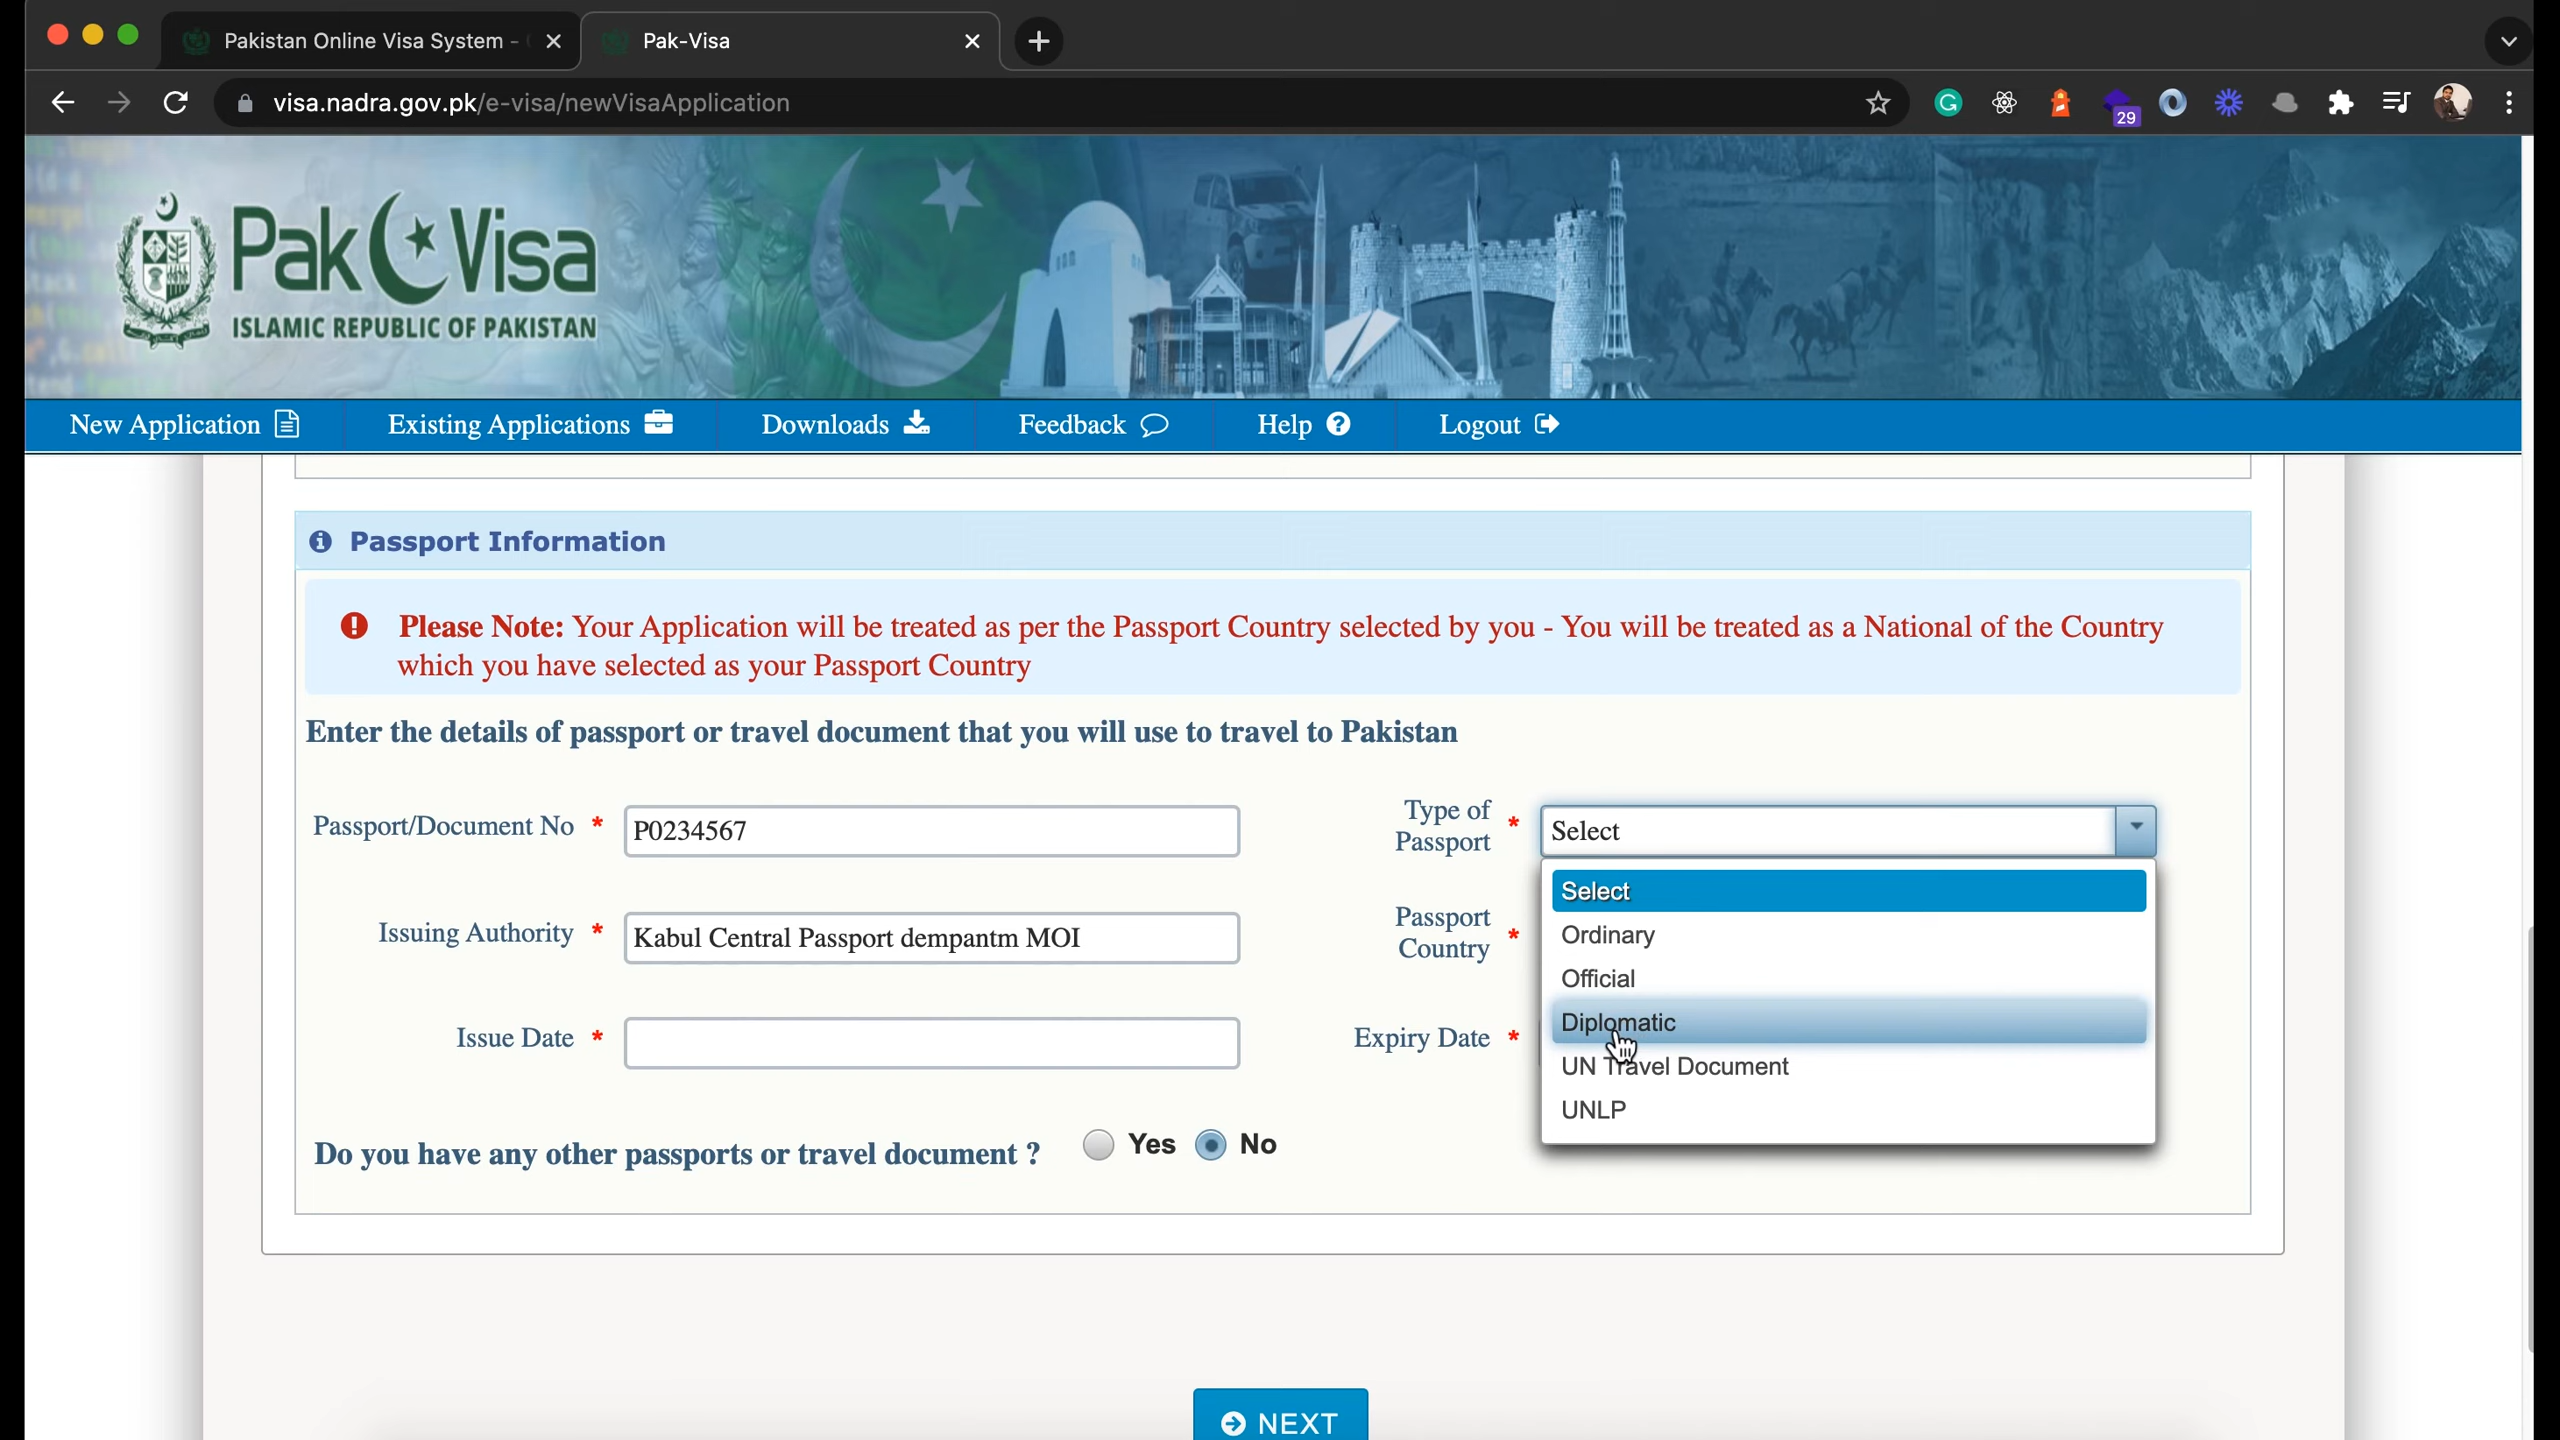 Pakistan Online Visa System -
Pak-Visa
visa.nadra.gov.pk/e-visa/newVisaApplication
29
Pak Visa
ISLAMIC REPUBLIC OF PAKISTAN
New Application
Existing Applications
Downloads
Feedback
Help
Logout
Passport Information
Please Note: Your Application will be treated as per the Passport Country selected by you - You will be treated as a National of the Country
which you have selected as your Passport Country
Enter the details of passport or travel document that you will use to travel to Pakistan
Passport/Document No *
P0234567
Type of
Passport *
Select
Select
Ordinary
Official
Diplomatic
UN Travel Document
UNLP
Issuing Authority *
Kabul Central Passport dempantm MOI
Passport
Country *
Issue Date *
Expiry Date *
Do you have any other passports or travel document ?
Yes
No
NEXT